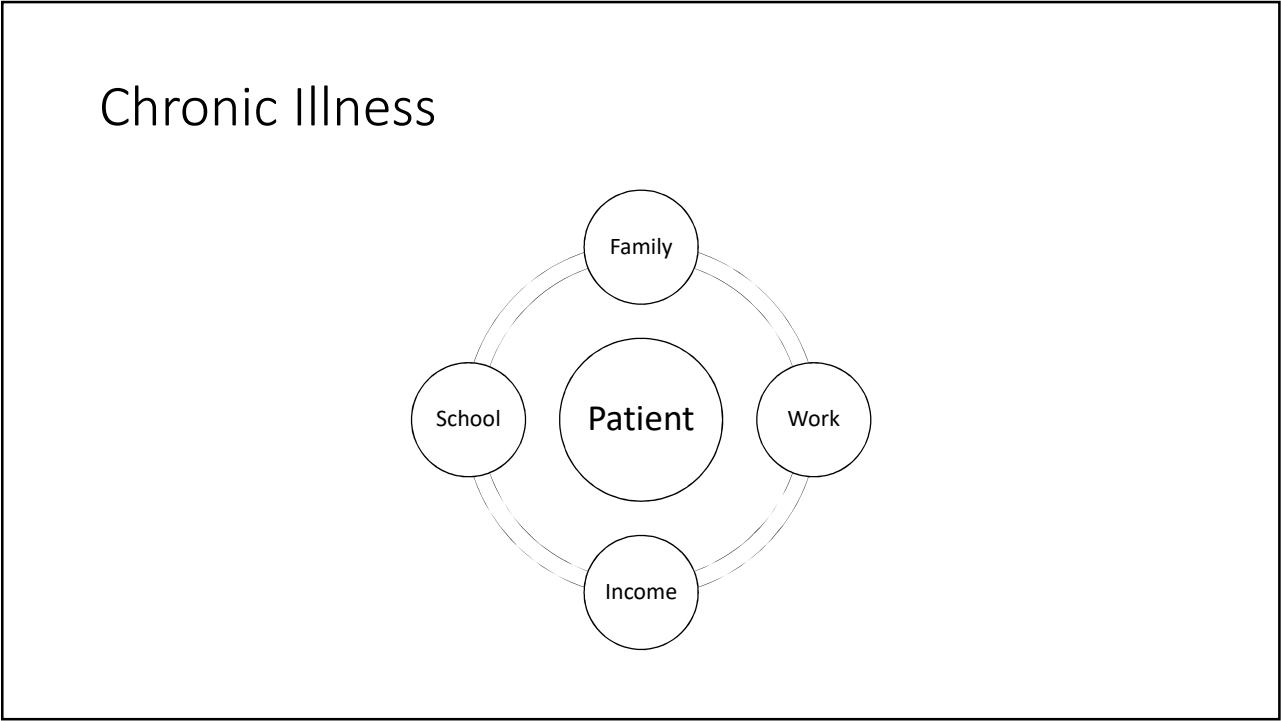 Chronic Illness
Family
School
Patient
Work
Income